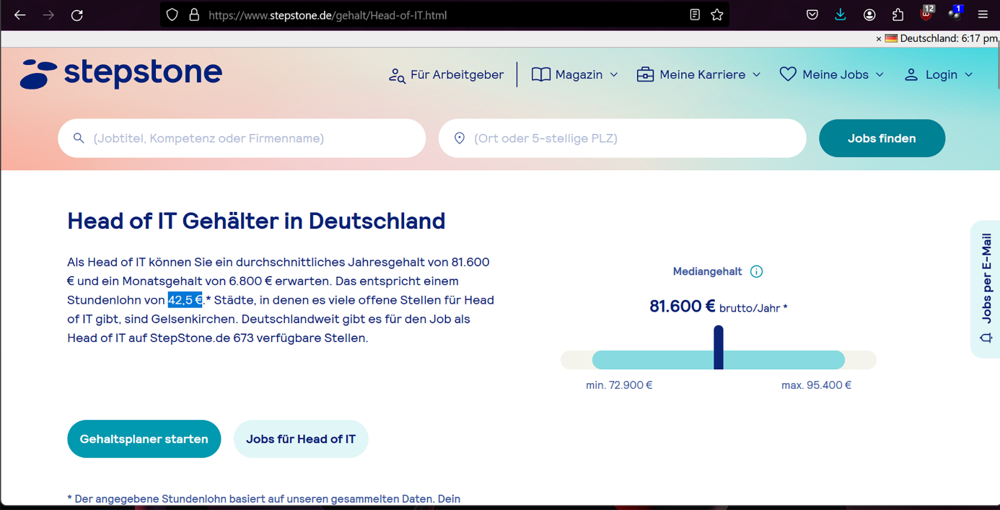 https://www.stepstone.de/gehalt/Head-of-IT.html
12
1
× Deutschland: 6:17 pm
stepstone
Für Arbeitgeber
Magazin
Meine Karriere
Meine Jobs
Login
(Jobtitel, Kompetenz oder Firmenname)
(Ort oder 5-stellige PLZ)
Jobs finden
Head of IT Gehälter in Deutschland
Als Head of IT können Sie ein durchschnittliches Jahresgehalt von 81.600
€ und ein Monatsgehalt von 6.800 € erwarten. Das entspricht einem
Stundenlohn von 42,5 €.* Städte, in denen es viele offene Stellen für Head
of IT gibt, sind Gelsenkirchen. Deutschlandweit gibt es für den Job als
Head of IT auf StepStone.de 673 verfügbare Stellen.
Mediangehalt
81.600 € brutto/Jahr *
min. 72.900 €
max. 95.400 €
Jobs per E-Mail
Gehaltsplaner starten
Jobs für Head of IT
* Der angegebene Stundenlohn basiert auf unseren gesammelten Daten. Dein